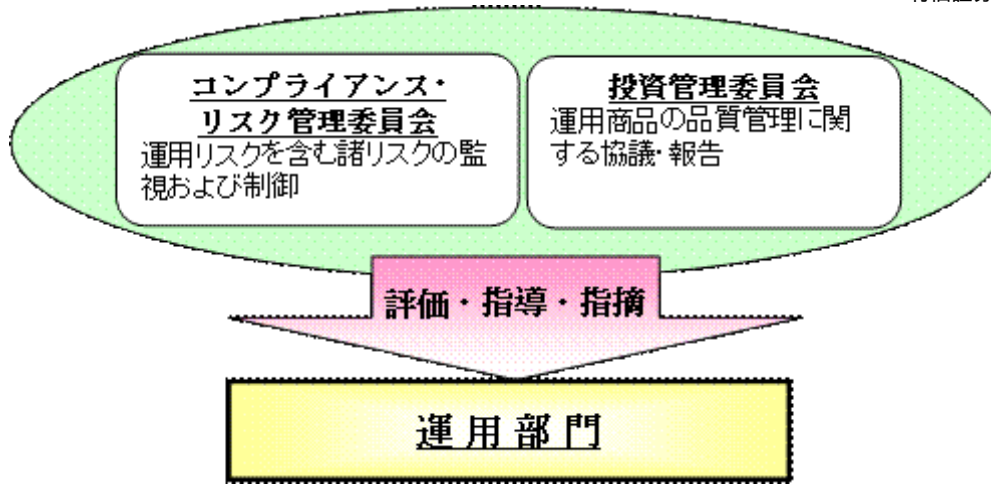 コンプライアンス・
リスク管理委員会
運用リスクを含む諸リスクの監
視および制御
投資管理委員会
運用商品の品質管理に関
する協議・報告
評価・指導・指摘
運用部門